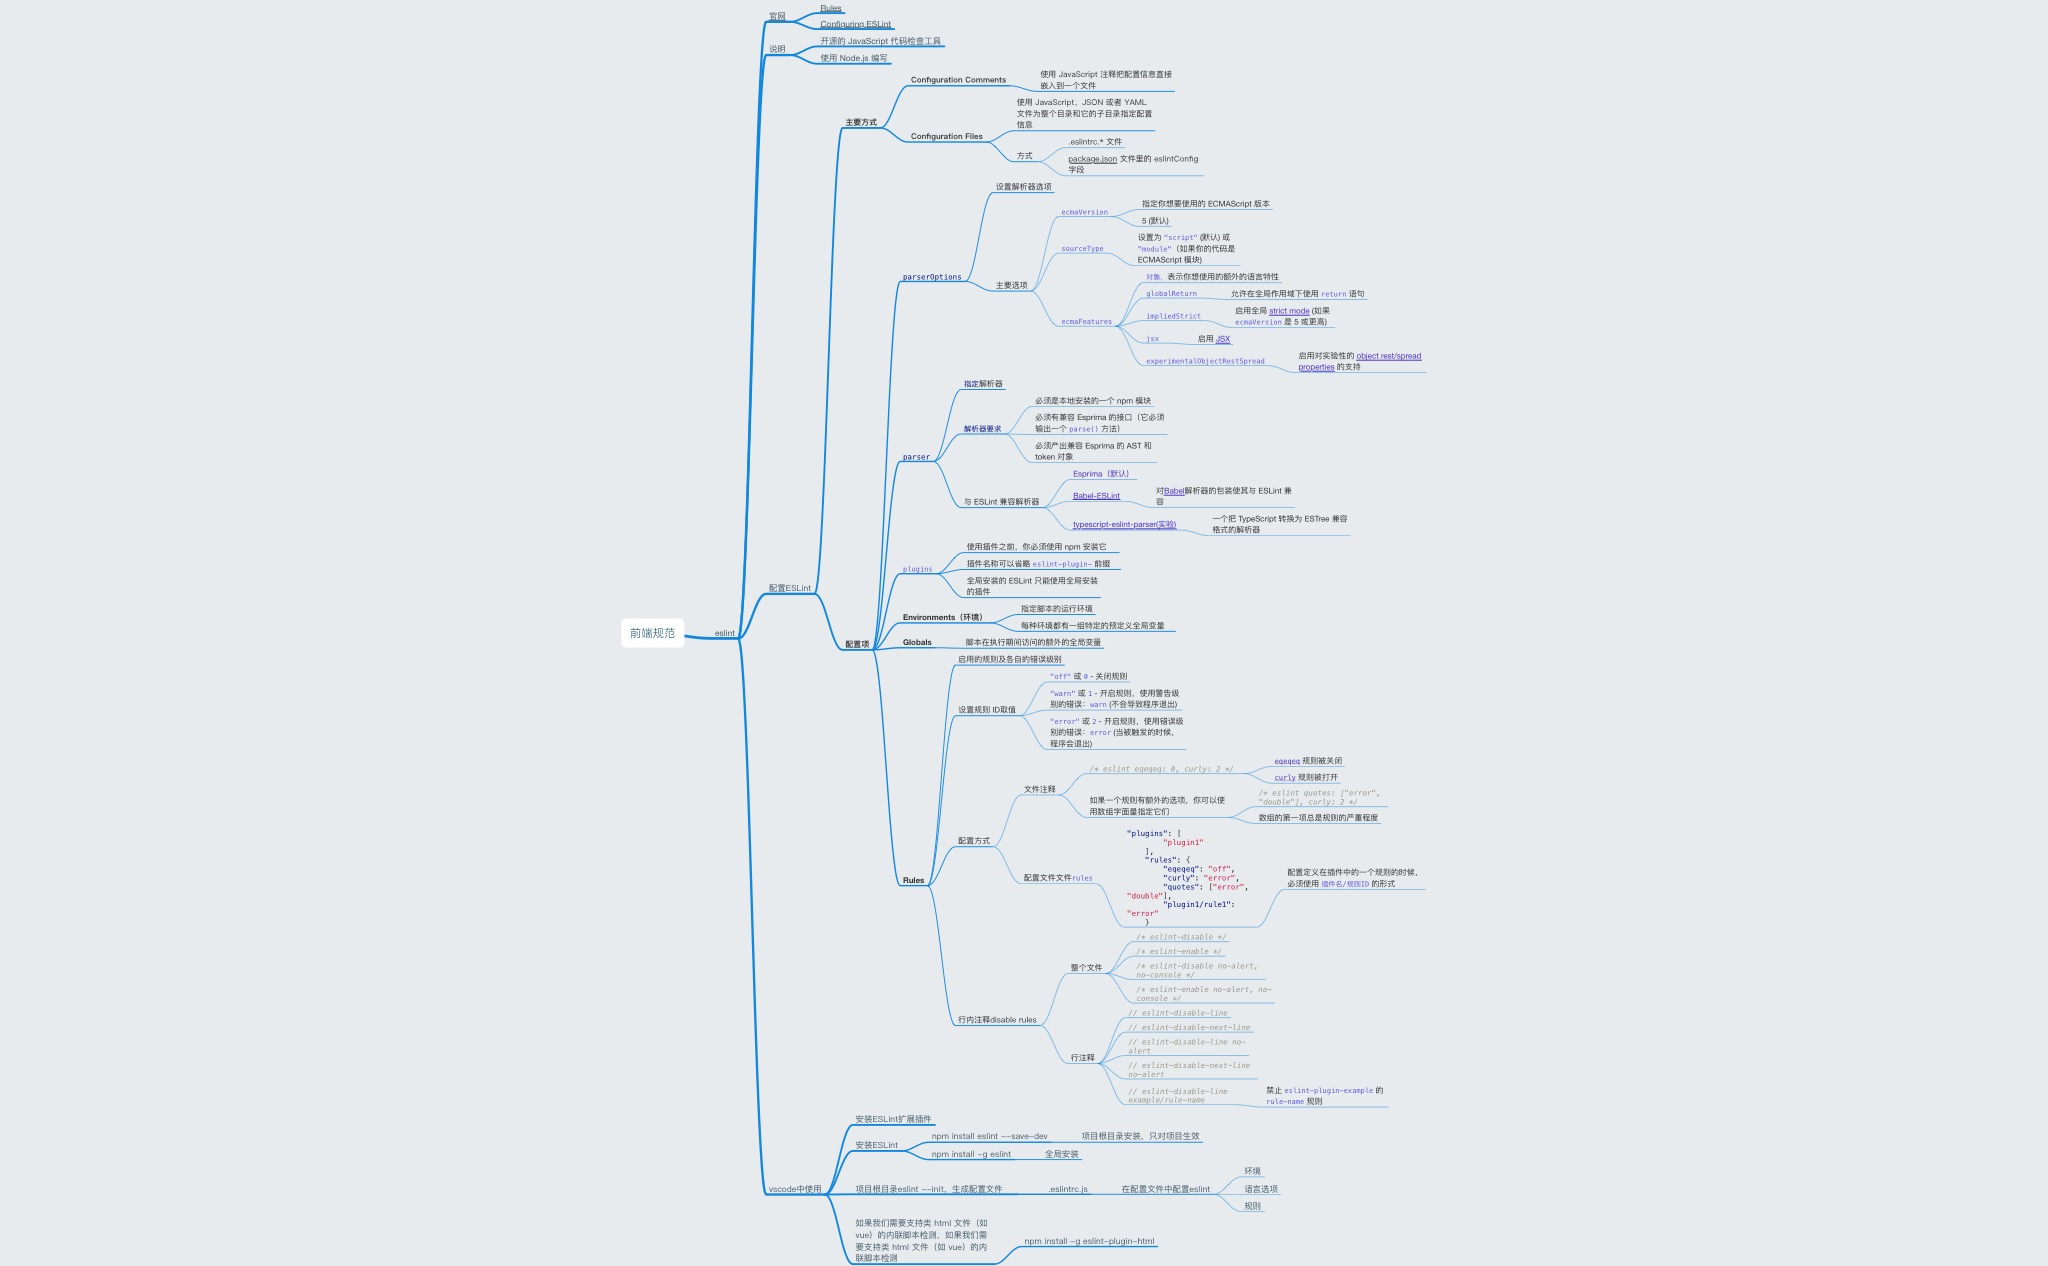 前端规范
eslint
官网
Rules
Configuring ESLint
说明
开源的 JavaScript 代码检查工具
使用 Node.js 编写
配置ESLint
主要方式
Configuration Comments
使用 JavaScript 注释把配置信息直接
嵌入到一个文件
Configuration Files
使用 JavaScript、JSON 或者 YAML
文件为整个目录和它的子目录指定配置
信息
方式
.eslintrc.* 文件
package.json 文件里的 eslintConfig
字段
配置项
parserOptions
设置解析器选项
主要选项
ecmaVersion
指定你想要使用的 ECMAScript 版本
5 (默认)
sourceType
设置为 "script" (默认) 或
"module"（如果你的代码是
ECMAScript 模块)
ecmaFeatures
对象，表示你想使用的额外的语言特性
globalReturn
允许在全局作用域下使用 return 语句
impliedStrict
启用全局 strict mode (如果
ecmaVersion 是 5 或更高)
jsx
启用 JSX
experimentalObjectRestSpread
启用对实验性的 object rest/spread
properties 的支持
parser
指定解析器
解析器要求
必须是本地安装的一个 npm 模块
必须有兼容 Esprima 的接口（它必须
输出一个 parse() 方法）
必须产出兼容 Esprima 的 AST 和
token 对象
与 ESLint 兼容解析器
Esprima（默认）
Babel-ESLint
对Babel解析器的包装使其与 ESLint 兼
容
typescript-eslint-parser(实验)
一个把 TypeScript 转换为 ESTree 兼容
格式的解析器
plugins
使用插件之前，你必须使用 npm 安装它
插件名称可以省略 eslint-plugin- 前缀
全局安装的 ESLint 只能使用全局安装
的插件
Environments（环境）
指定脚本的运行环境
每种环境都有一组特定的预定义全局变量
Globals
脚本在执行期间访问的额外的全局变量
Rules
启用的规则及各自的错误级别
设置规则 ID取值
"off" 或 0 - 关闭规则
"warn" 或 1 - 开启规则，使用警告级
别的错误：warn (不会导致程序退出)
"error" 或 2 - 开启规则，使用错误级
别的错误：error (当被触发的时候，
程序会退出)
配置方式
文件注释
/* eslint eqeqeq: 0, curly: 2 */
eqeqeq 规则被关闭
curly 规则被打开
如果一个规则有额外的选项，你可以使
用数组字面量指定它们
/* eslint quotes: ["error",
"double"], curly: 2 */
数组的第一项总是规则的严重程度
配置文件文件rules
"plugins": [
"plugin1"
],
"rules": {
"eqeqeq": "off",
"curly": "error",
"quotes": ["error",
"double"],
"plugin1/rule1":
"error"
}
配置定义在插件中的一个规则的时候，
必须使用 插件名/规则ID 的形式
行内注释disable rules
整个文件
/* eslint-disable */
/* eslint-enable */
/* eslint-disable no-alert,
no-console */
/* eslint-enable no-alert, no-
console */
行注释
// eslint-disable-line
// eslint-disable-next-line
// eslint-disable-line no-
alert
// eslint-disable-next-line
no-alert
// eslint-disable-line
example/rule-name
禁止 eslint-plugin-example 的
rule-name 规则
vscode中使用
安装ESLint扩展插件
安装ESLint
npm install eslint --save-dev
项目根目录安装，只对项目生效
npm install -g eslint
全局安装
项目根目录eslint --init，生成配置文件
.eslintrc.js
在配置文件中配置eslint
环境
语言选项
规则
如果我们需要支持类 html 文件（如
vue）的内联脚本检测，如果我们需
要支持类 html 文件（如 vue）的内
联脚本检测
npm install -g eslint-plugin-html